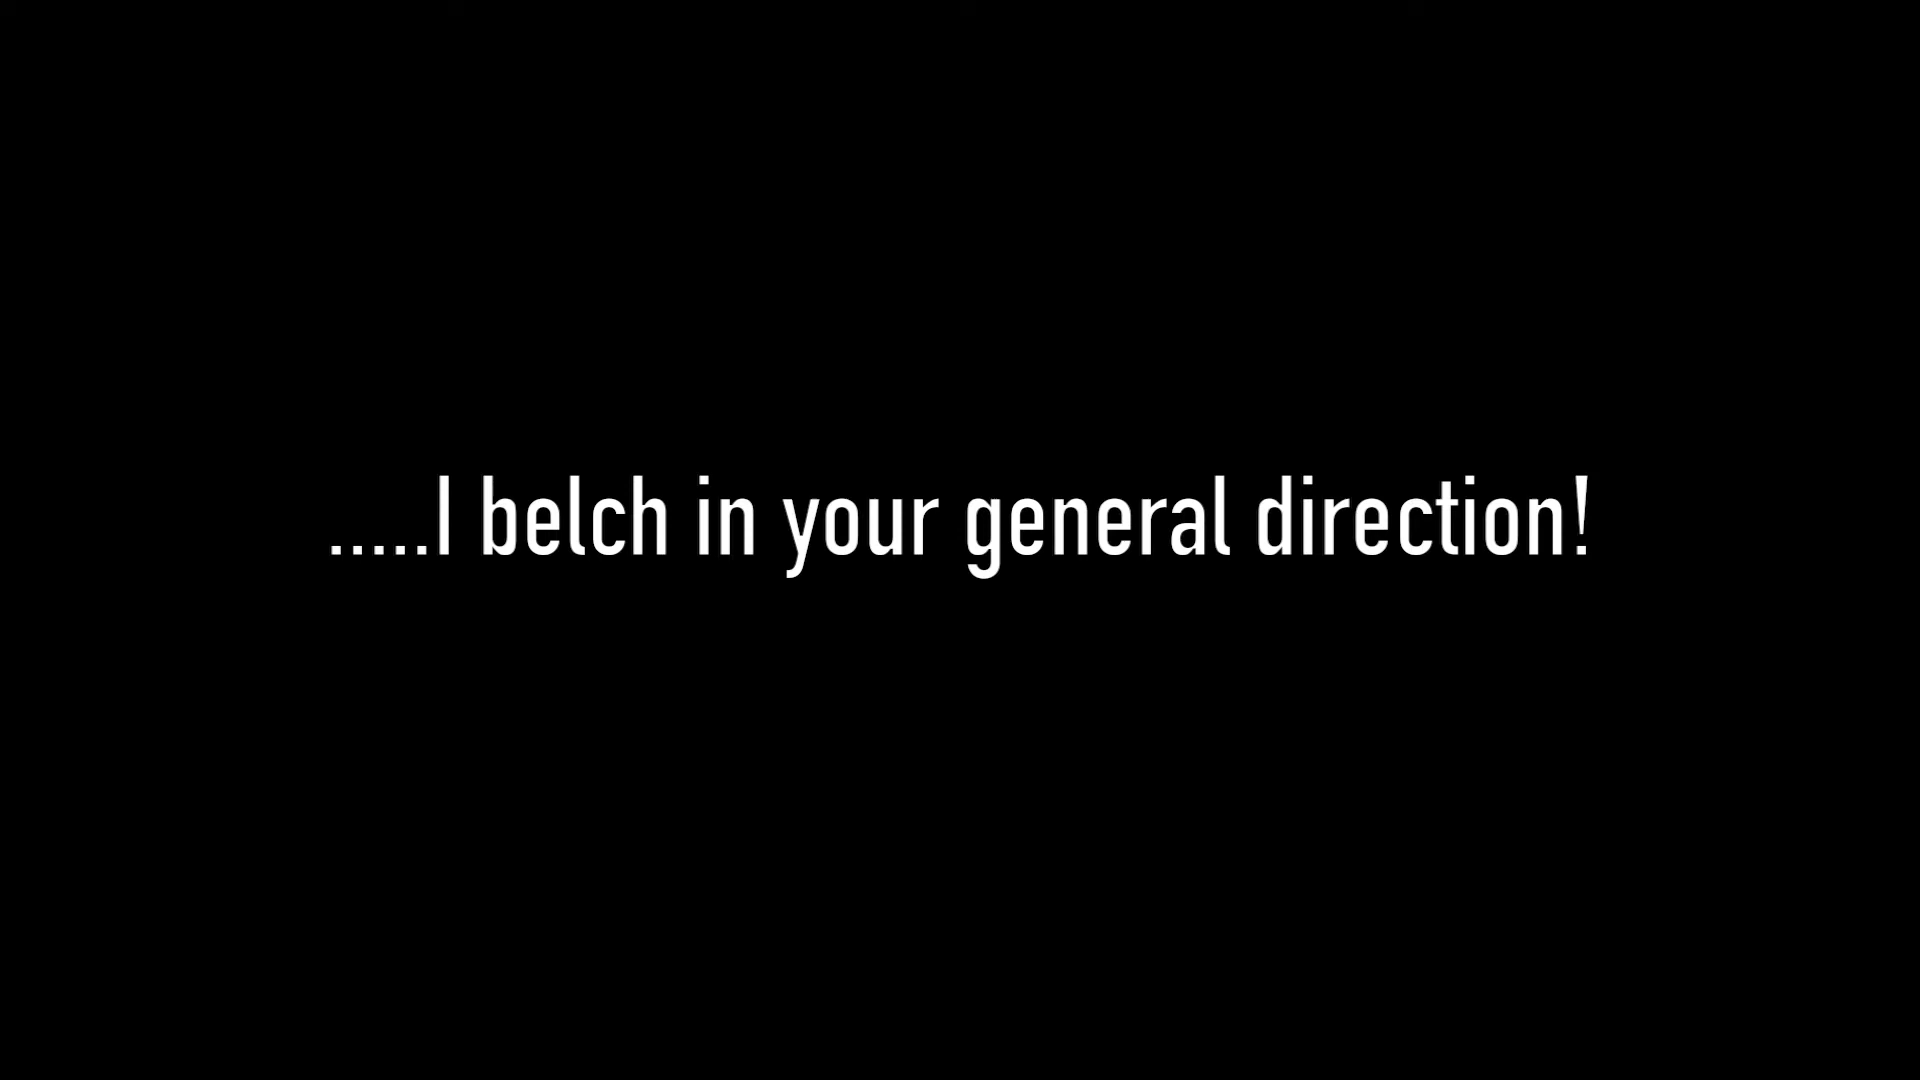 .....I belch in your general direction!